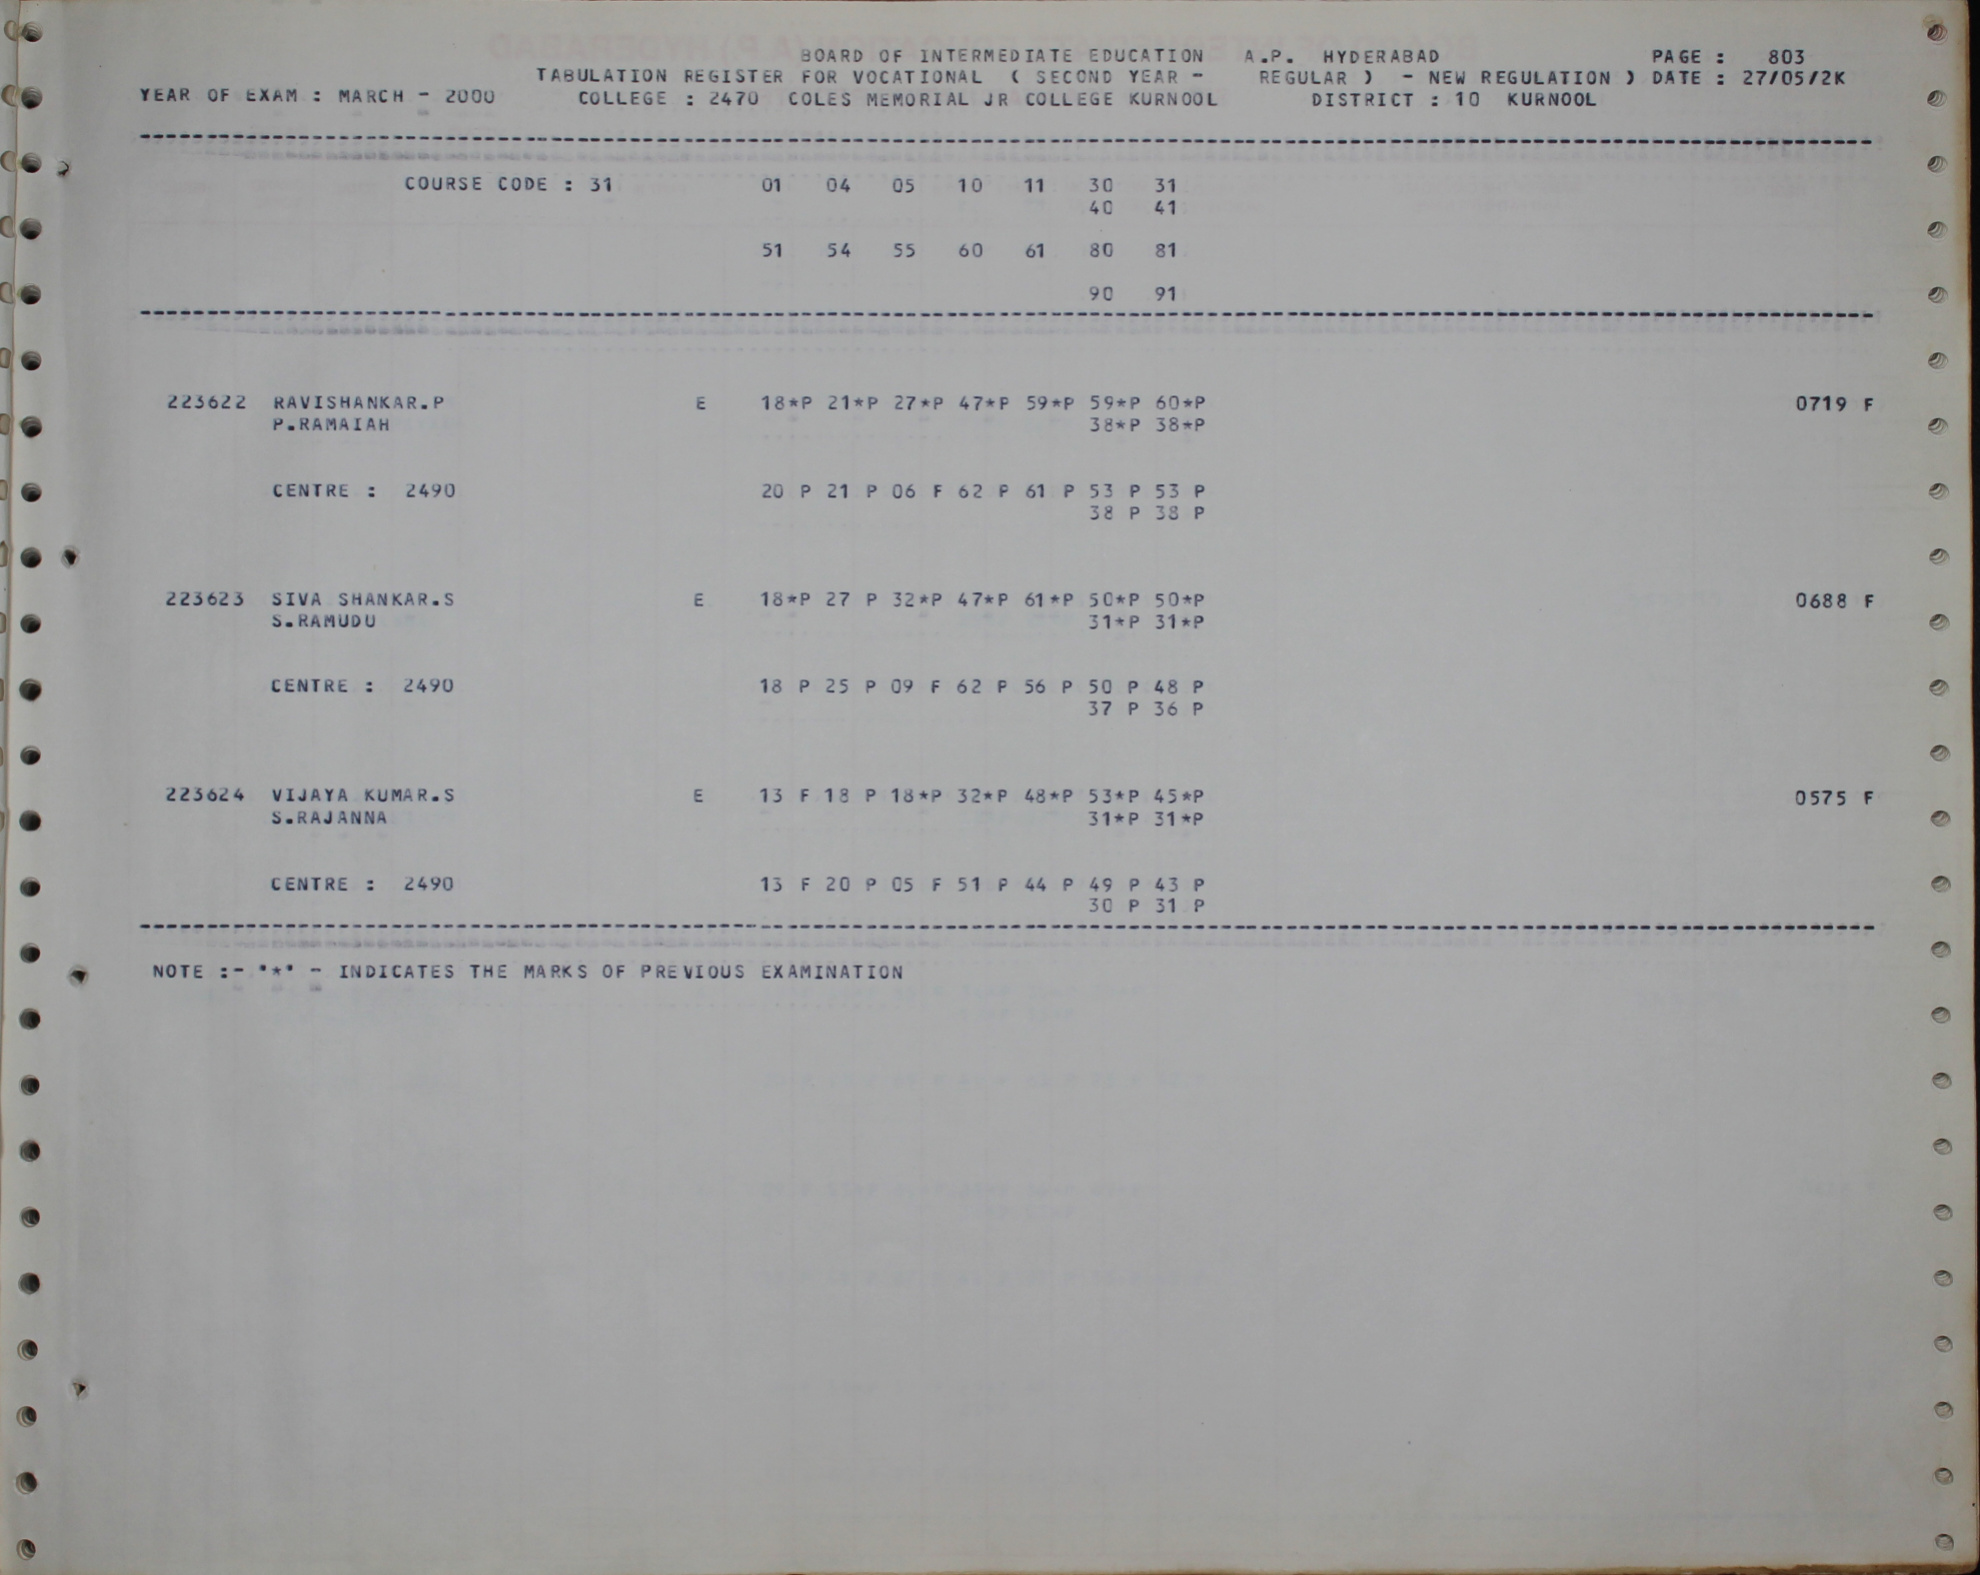 BOARD OF INTERMEDIATE EDUCATION A.P. HYDERABAD PAGE : 803
TABULATION REGISTER FOR VOCATIONAL ( SECOND YEAR - REGULAR ) - NEW REGULATION ) DATE : 27/05/2K
YEAR OF EXAM : MARCH - 2000 COLLEGE : 2470 COLES MEMORIAL JR COLLEGE KURNOOL DISTRICT : 10 KURNOOL
COURSE CODE : 31 01 04 05 10 11 30 31
40 41
51 54 55 60 61 80 81
90 91
223622 RAVISHANKAR.P E 18*P 21*P 27*P 47*P 59*P 59*P 60*P 0719 F
P.RAMAIAH 38*P 38*P
CENTRE : 2490 20 P 21 P 06 F 62 P 61 P 53 P 53 P
38 P 38 P
223623 SIVA SHANKAR.S E 18*P 27 P 32*P 47*P 61*P 50*P 50*P 0688 F
S.RAMUDU 31*P 31*P
CENTRE : 2490 18 P 25 P 09 F 62 P 56 P 50 P 48 P
37 P 36 P
223624 VIJAYA KUMAR.S E 13 F 18 P 18*P 32*P 48*P 53*P 45*P 0575 F
S.RAJANNA 31*P 31*P
CENTRE : 2490 13 F 20 P 05 F 51 P 44 P 49 P 43 P
30 P 31 P
NOTE :- '*' - INDICATES THE MARKS OF PREVIOUS EXAMINATION